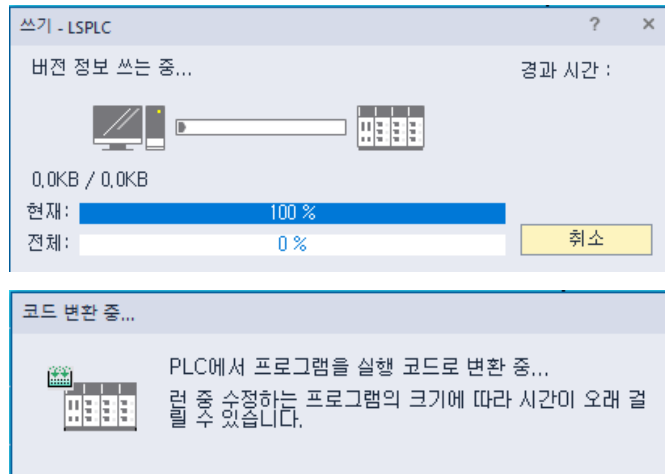 쓰기 - LSPLC
? ×
버전 정보 쓰는 중...
경과 시간 :
0.0KB / 0.0KB
현재: 100 %
전체: 0 %
취소
코드 변환 중...
PLC에서 프로그램을 실행 코드로 변환 중...
런 중 수정하는 프로그램의 크기에 따라 시간이 오래 걸
릴 수 있습니다.